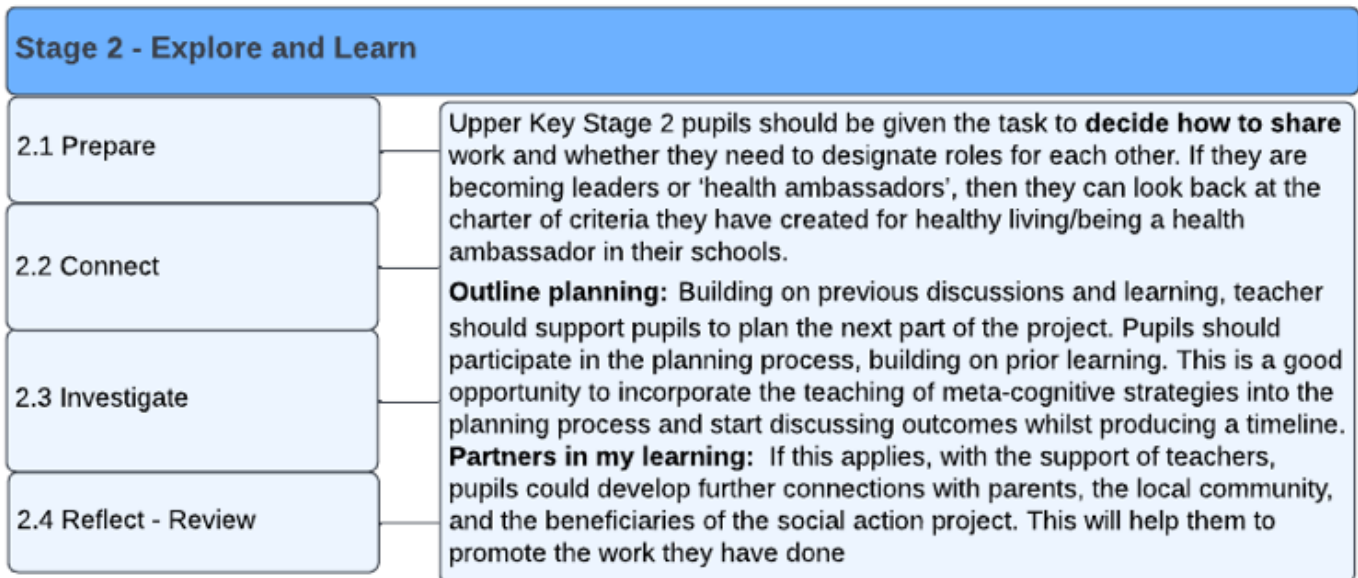 Stage 2 - Explore and Learn
2.1 Prepare
2.2 Connect
2.3 Investigate
2.4 Reflect - Review
Upper Key Stage 2 pupils should be given the task to decide how to share
work and whether they need to designate roles for each other. If they are
becoming leaders or ‘health ambassadors’, then they can look back at the
charter of criteria they have created for healthy living/being a health
ambassador in their schools.
Outline planning: Building on previous discussions and learning, teacher
should support pupils to plan the next part of the project. Pupils should
participate in the planning process, building on prior learning. This is a good
opportunity to incorporate the teaching of meta-cognitive strategies into the
planning process and start discussing outcomes whilst producing a timeline.
Partners in my learning: If this applies, with the support of teachers,
pupils could develop further connections with parents, the local community,
and the beneficiaries of the social action project. This will help them to
promote the work they have done